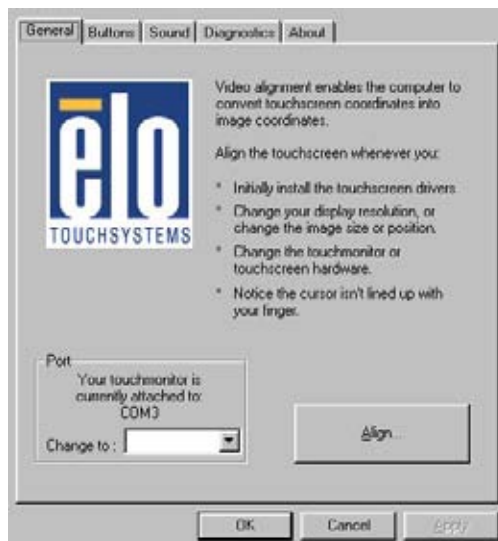 General Buttons Sound Diagnostics About
elo
TOUCHSYSTEMS
Video alignment enables the computer to
convert touchscreen coordinates into
image coordinates.
Align the touchscreen whenever you:
* Initially install the touchscreen drivers
* Change your display resolution, or
change the image size or position.
* Change the touchmonitor or
touchscreen hardware.
* Notice the cursor isn't lined up with
your finger.
Port
Your touchmonitor is
currently attached to:
COM3
Change to :
Align...
OK Cancel Apply